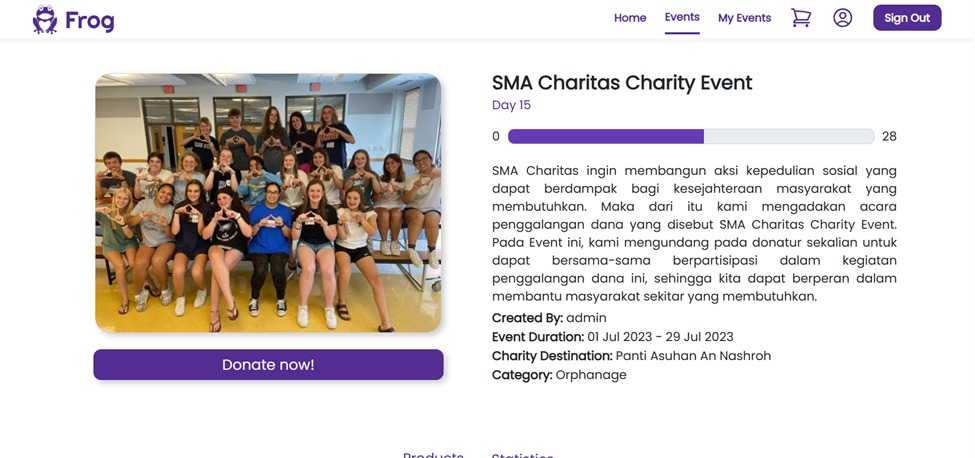 Frog
Home
Events
My Events
Sign Out
SMA Charitas Charity Event
Day 15
0
28
SMA Charitas ingin membangun aksi kepedulian sosial yang
dapat berdampak bagi kesejahteraan masyarakat yang
membutuhkan. Maka dari itu kami mengadakan acara
penggalangan dana yang disebut SMA Charitas Charity Event.
Pada Event ini, kami mengundang pada donatur sekalian untuk
dapat bersama-sama berpartisipasi dalam kegiatan
penggalangan dana ini, sehingga kita dapat berperan dalam
membantu masyarakat sekitar yang membutuhkan.
Created By: admin
Event Duration: 01 Jul 2023 - 29 Jul 2023
Charity Destination: Panti Asuhan An Nashroh
Category: Orphanage
Donate now!
Products
Statistics